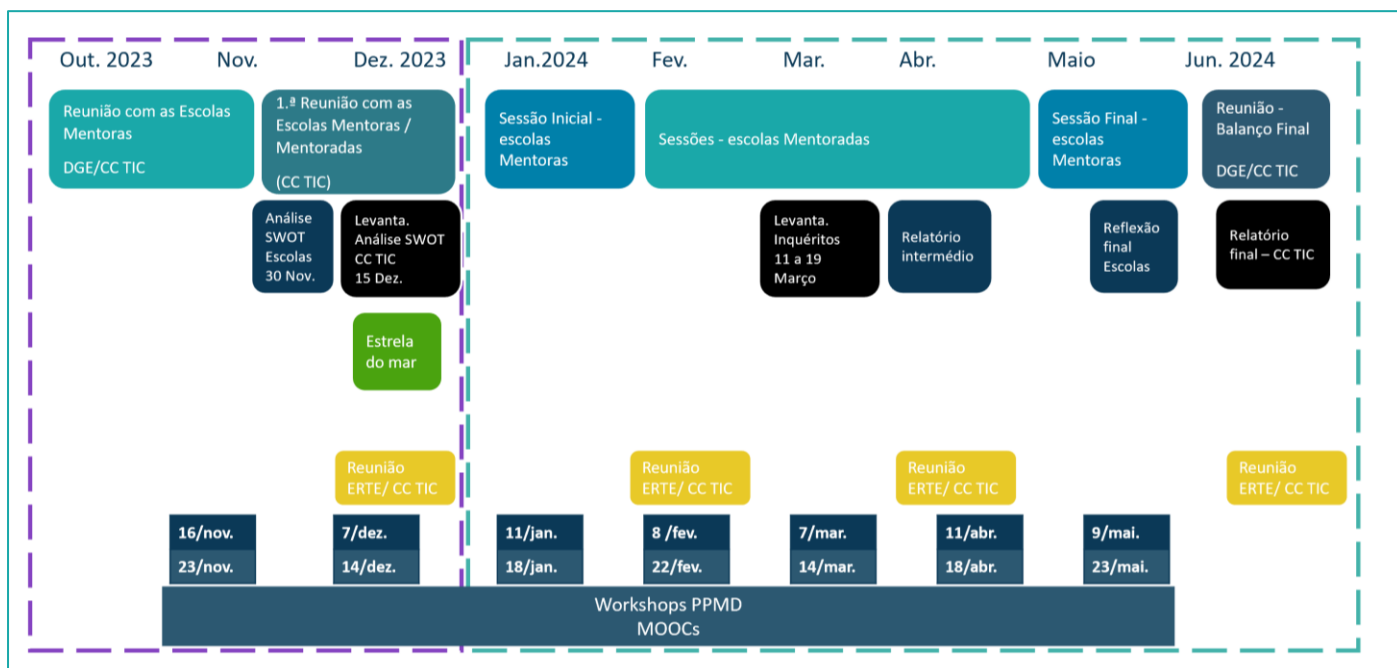 Out. 2023
Nov.
Dez. 2023
Jan.2024
Fev.
Mar.
Abr.
Maio
Jun. 2024
Reunião com as Escolas
Mentoras
DGE/CC TIC
1.ª Reunião com as
Escolas Mentoras /
Mentoradas
(CC TIC)
Sessão Inicial -
escolas
Mentoras
Sessões - escolas Mentoradas
Sessão Final -
escolas
Mentoras
Reunião -
Balanço Final
DGE/CC TIC
Análise
SWOT
Escolas
30 Nov.
Levanta.
Análise SWOT
CC TIC
15 Dez.
Levanta.
Inquéritos
11 a 19
Março
Relatório
intermédio
Reflexão
final
Escolas
Relatório
final – CC TIC
Estrela
do mar
Reunião
ERTE/ CC TIC
Reunião
ERTE/ CC TIC
Reunião
ERTE/ CC TIC
Reunião
ERTE/ CC TIC
16/nov.
23/nov.
7/dez.
14/dez.
11/jan.
18/jan.
8 /fev.
22/fev.
7/mar.
14/mar.
11/abr.
18/abr.
9/mai.
23/mai.
Workshops PPMD
MOOCs